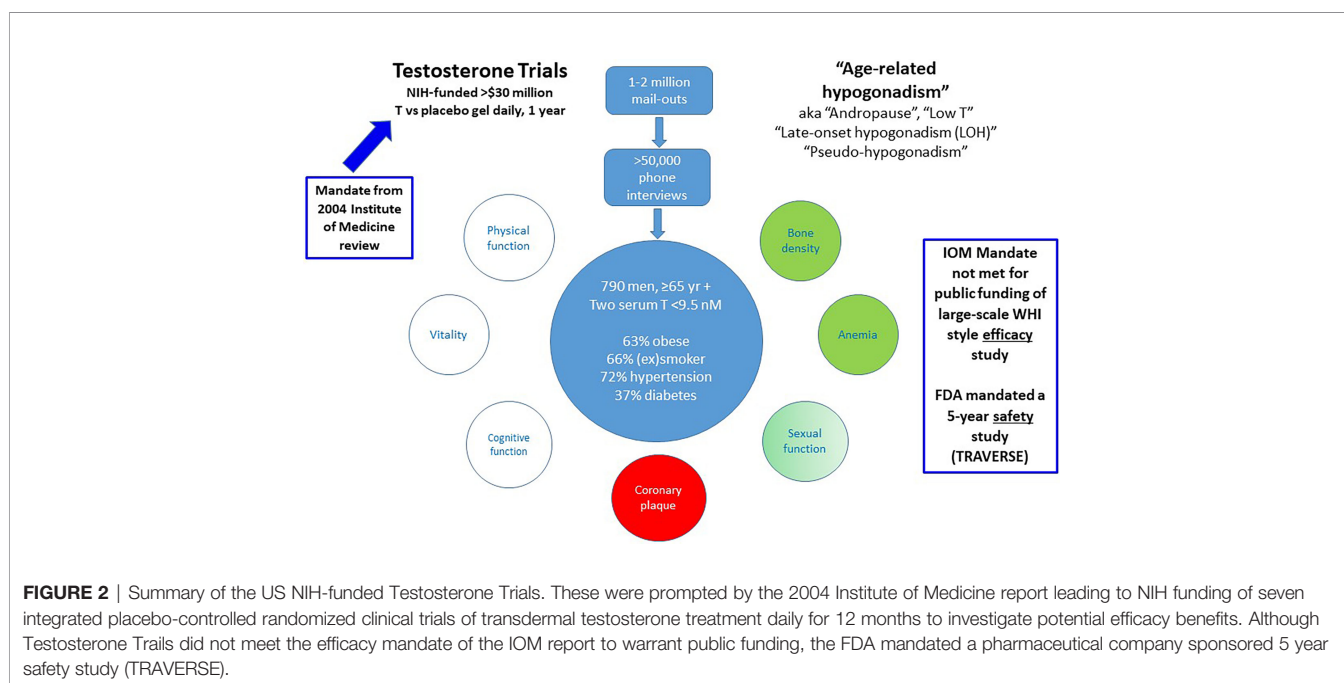 Testosterone Trials
NIH-funded >$30 million
T vs placebo gel daily, 1 year
1-2 million
mail-outs
"Age-related
hypogonadism"
aka "Andropause", "Low T"
"Late-onset hypogonadism (LOH)"
"Pseudo-hypogonadism"
>50,000
phone
interviews
Mandate from
2004 Institute
of Medicine
review
Physical
function
Bone
density
790 men, ≥65 yr +
Two serum T <9.5 nM
63% obese
66% (ex)smoker
72% hypertension
37% diabetes
Vitality
Anemia
Cognitive
function
Sexual
function
Coronary
plaque
IOM Mandate
not met for
public funding of
large-scale WHI
style efficacy
study
FDA mandated a
5-year safety
study
(TRAVERSE)
FIGURE 2 | Summary of the US NIH-funded Testosterone Trials. These were prompted by the 2004 Institute of Medicine report leading to NIH funding of seven
integrated placebo-controlled randomized clinical trials of transdermal testosterone treatment daily for 12 months to investigate potential efficacy benefits. Although
Testosterone Trails did not meet the efficacy mandate of the IOM report to warrant public funding, the FDA mandated a pharmaceutical company sponsored 5 year
safety study (TRAVERSE).